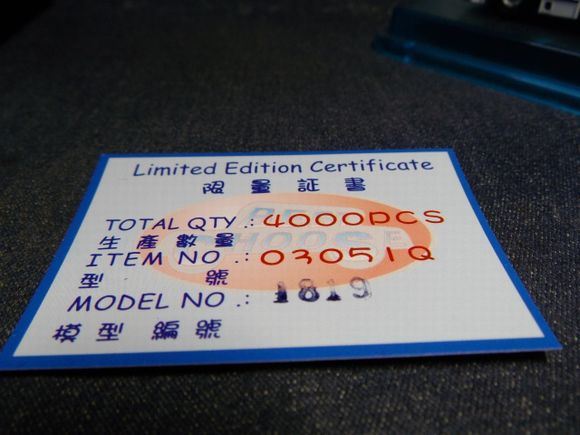 Limited Edition Certificate
限量証書
TOTAL QTY.: 4000PCS
生產數量
ITEM NO.: 03051Q
型號
MODEL NO.: 1819
模型編號